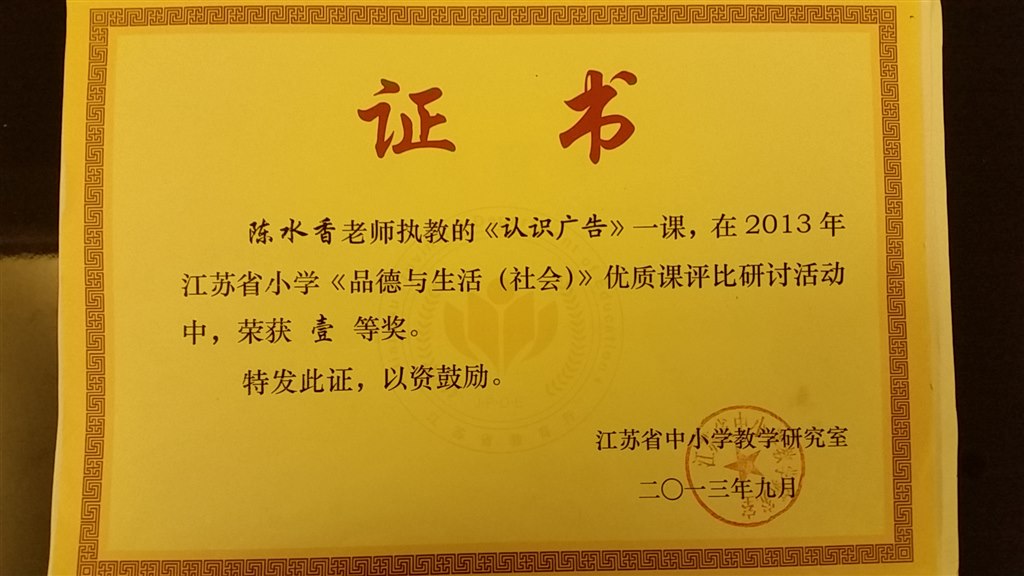 证 书
陈水香老师执教的《认识广告》一课，在2013年
江苏省小学《品德与生活（社会）》优质课评比研讨活动
中，荣获 壹 等奖。
特发此证，以资鼓励。
江苏省中小学教学研究室
二〇一三年九月